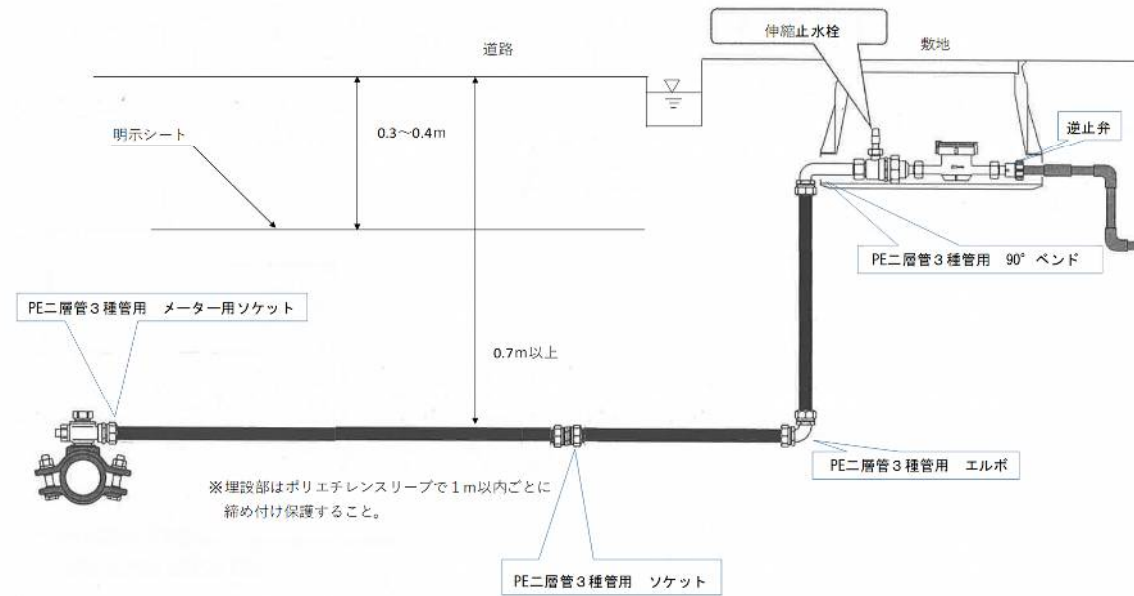 伸縮止水栓
道路
敷地
0.3～0.4m
明示シート
逆止弁
PE二層管3種管用　90°ベンド
PE二層管3種管用　メーター用ソケット
0.7m以上
PE二層管3種管用　エルボ
※埋設部はポリエチレンスリーブで1m以内ごとに
締め付け保護すること。
PE二層管3種管用　ソケット